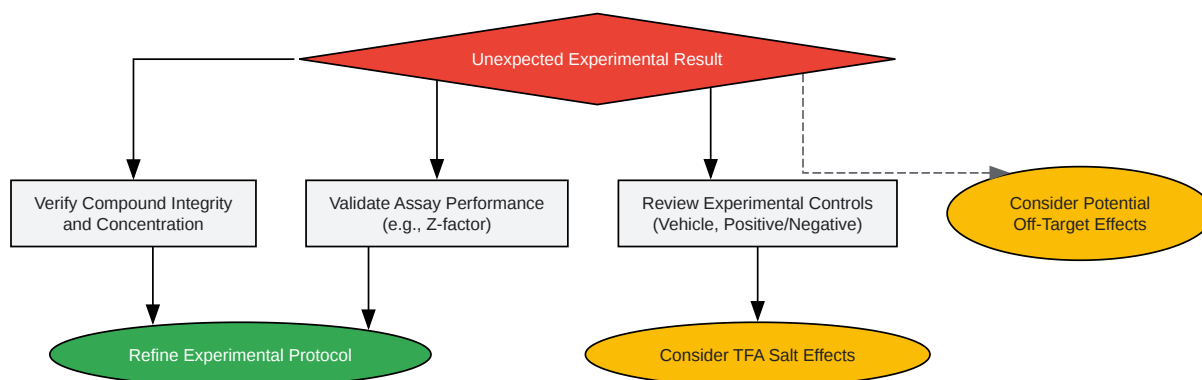 Unexpected Experimental Result
Verify Compound Integrity
and Concentration
Validate Assay Performance
(e.g., Z-factor)
Review Experimental Controls
(Vehicle, Positive/Negative)
Consider Potential
Off-Target Effects
Refine Experimental Protocol
Consider TFA Salt Effects